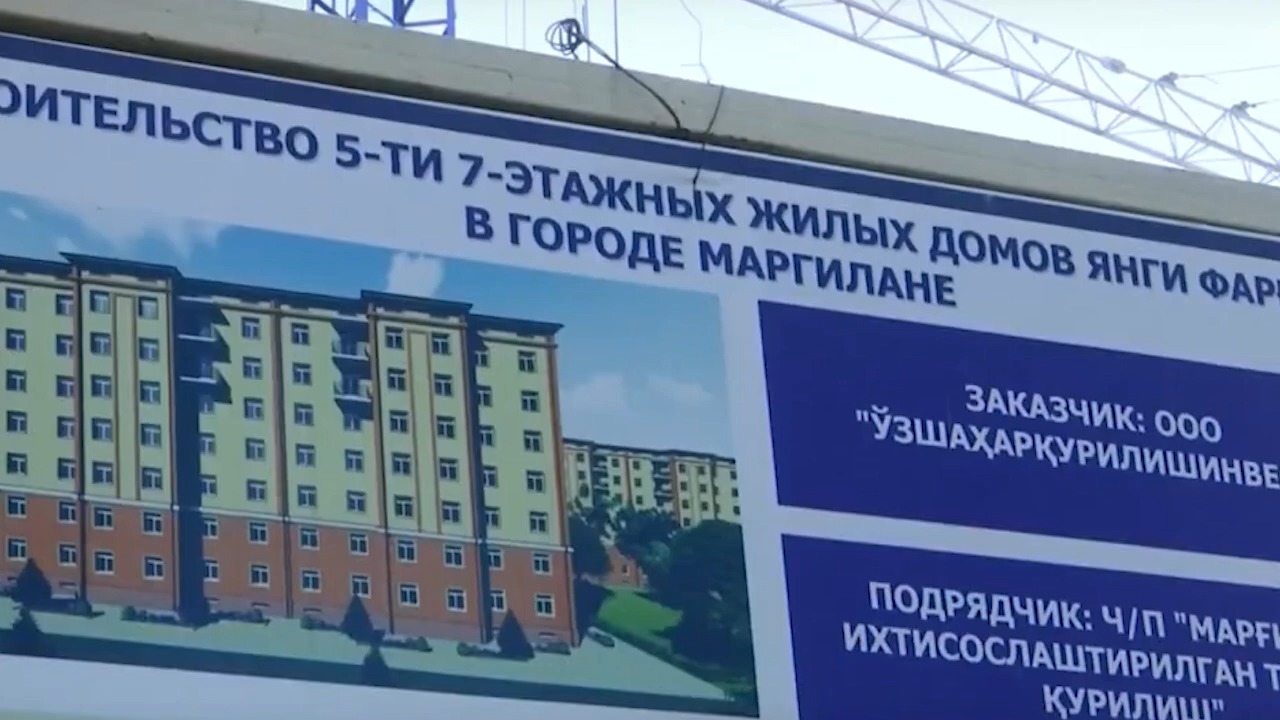 ОИТЕЛЬСТВО 5-ТИ 7-ЭТАЖНЫХ ЖИЛЫХ ДОМОВ ЯНГИ ФАР
В ГОРОДЕ МАРГИЛАНЕ
ЗАКАЗЧИК: ООО
"ЎЗШАҲАРҚУРИЛИШИНВЕ
ПОДРЯДЧИК: Ч/П "МАРҒИ
ИХТИСОСЛАШТИРИЛГАН Т
ҚУРИЛИШ"